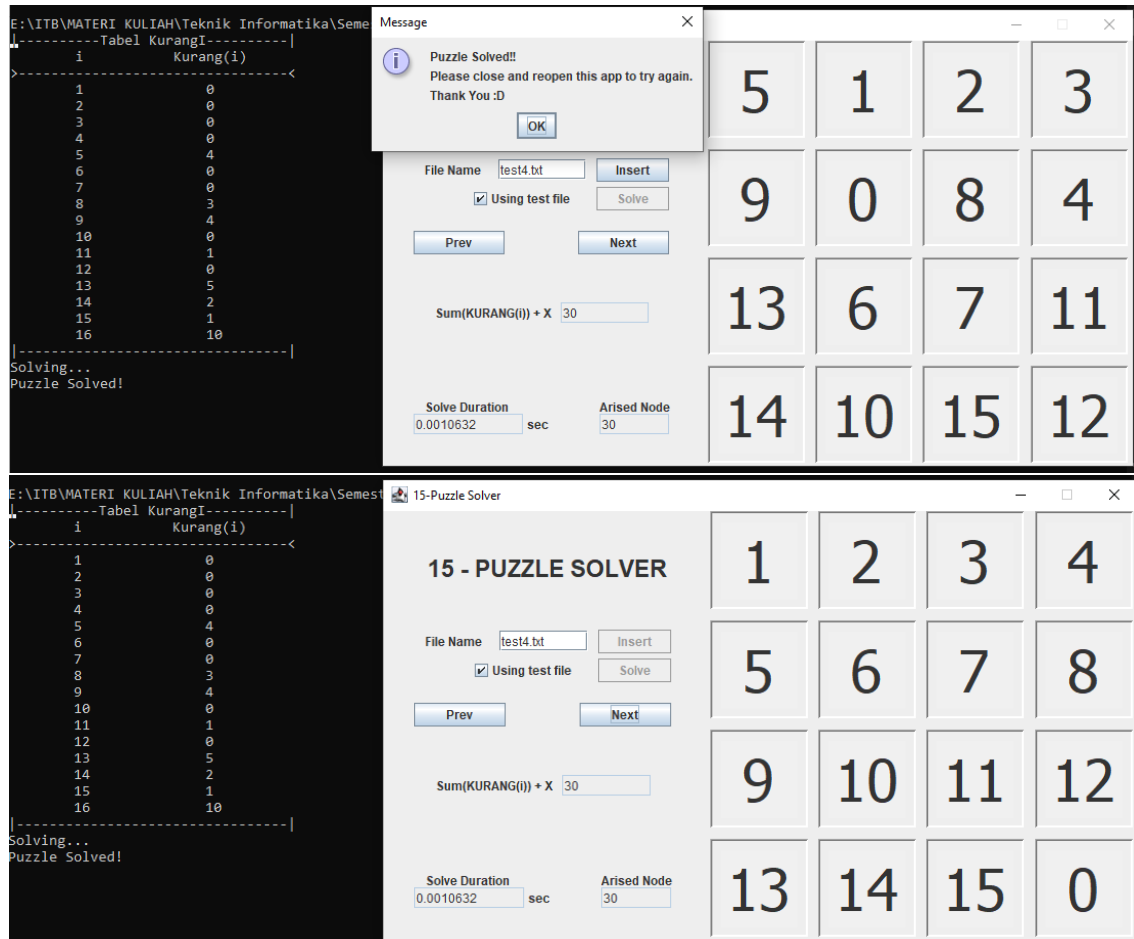 E:\ITB\MATERI KULIAH\Teknik Informatika\Seme
|----------Tabel KurangI----------|
i Kurang(i)
>---------------------------------<
1 0
2 0
3 0
4 0
5 4
6 0
7 0
8 3
9 4
10 0
11 1
12 0
13 5
14 2
15 1
16 10
|---------------------------------|
Solving...
Puzzle Solved!
Message
Puzzle Solved!!
Please close and reopen this app to try again.
Thank You :D
OK
File Name test4.txt Insert
Using test file Solve
Prev Next
Sum(KURANG(i)) + X 30
Solve Duration Arised Node
0.0010632 sec 30
5 1 2 3
9 0 8 4
13 6 7 11
14 10 15 12
E:\ITB\MATERI KULIAH\Teknik Informatika\Semest
|----------Tabel KurangI----------|
i Kurang(i)
>---------------------------------<
1 0
2 0
3 0
4 0
5 4
6 0
7 0
8 3
9 4
10 0
11 1
12 0
13 5
14 2
15 1
16 10
|---------------------------------|
Solving...
Puzzle Solved!
15-Puzzle Solver
15 - PUZZLE SOLVER
File Name test4.txt Insert
Using test file Solve
Prev Next
Sum(KURANG(i)) + X 30
Solve Duration Arised Node
0.0010632 sec 30
1 2 3 4
5 6 7 8
9 10 11 12
13 14 15 0